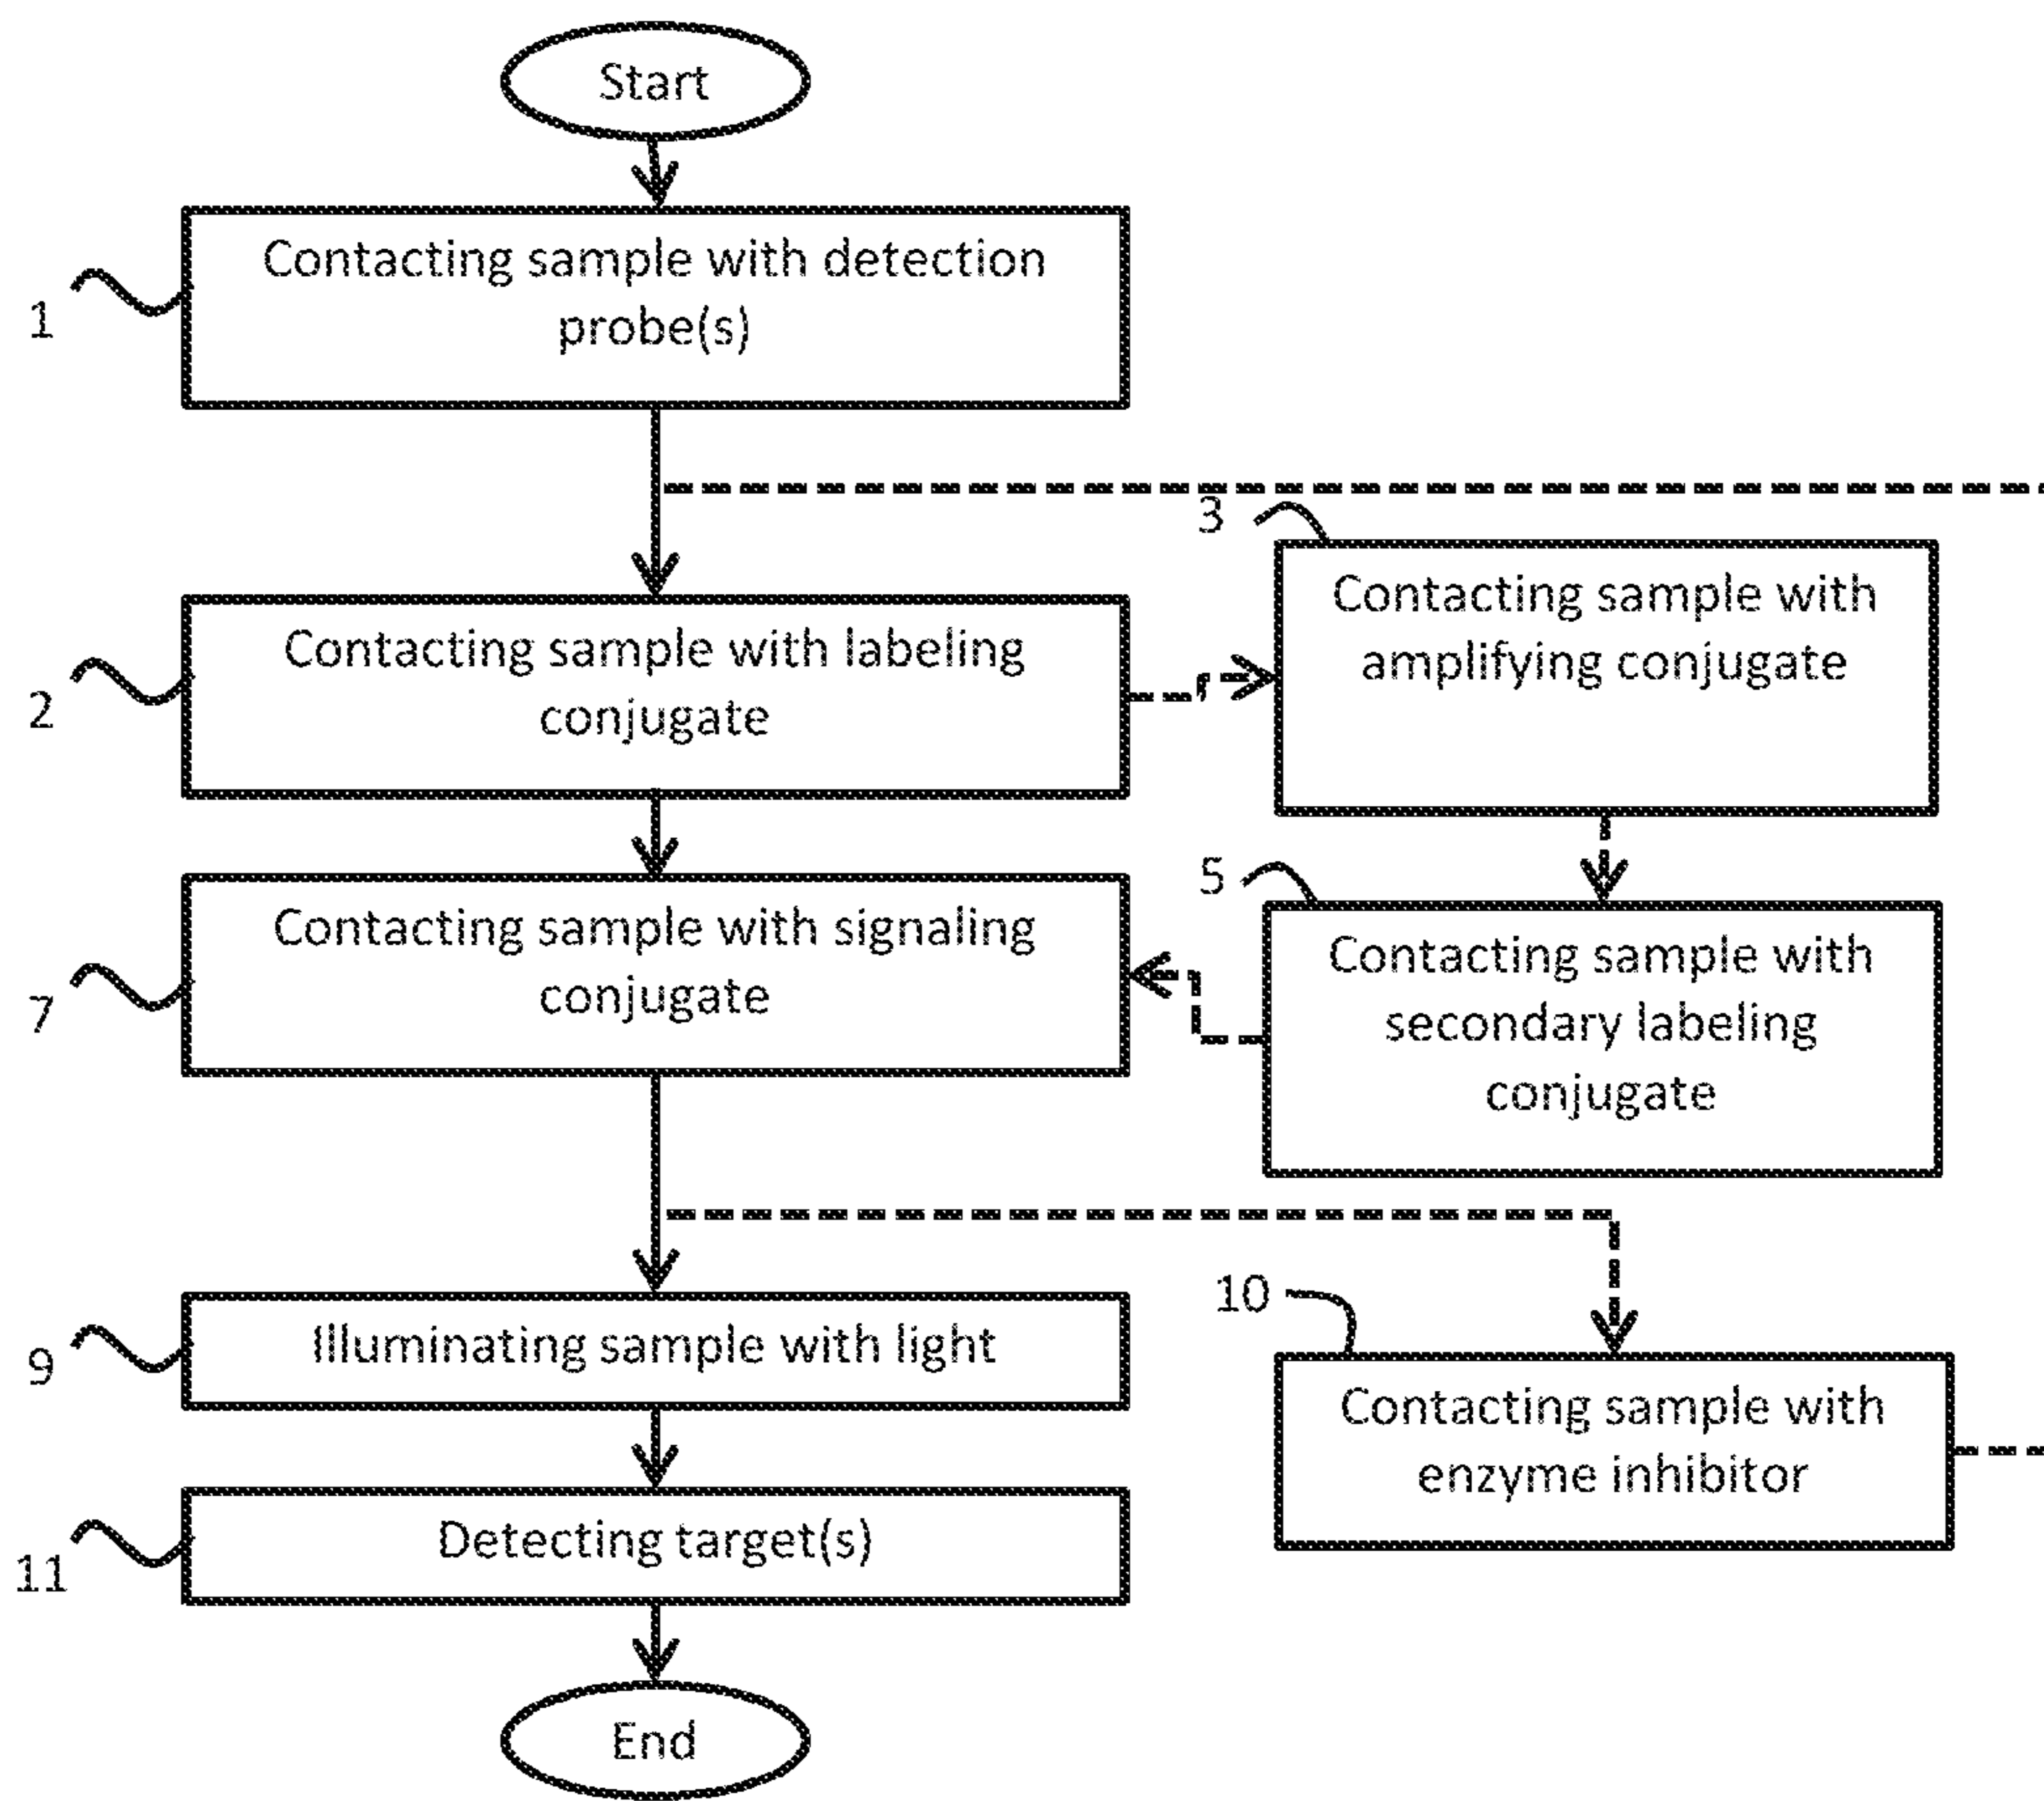 Start
1
Contacting sample with detection
probe(s)
2
Contacting sample with labeling
conjugate
3
Contacting sample with
amplifying conjugate
5
Contacting sample with
secondary labeling
conjugate
7
Contacting sample with signaling
conjugate
9
Illuminating sample with light
10
Contacting sample with
enzyme inhibitor
11
Detecting target(s)
End